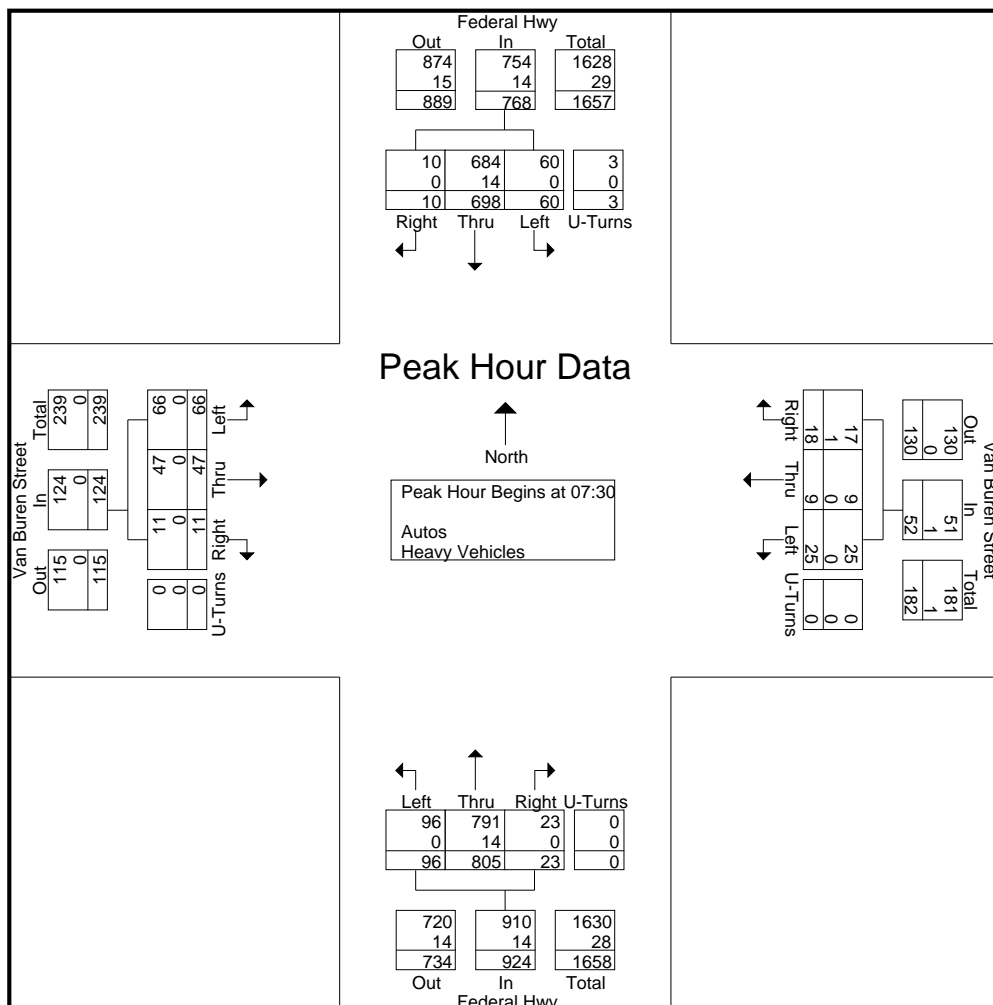 Federal Hwy
Out In Total
874 754 1628
15 14 29
889 768 1657
10 684 60 3
0 14 0 0
10 698 60 3
Right Thru Left U-Turns
Peak Hour Data
North
Peak Hour Begins at 07:30
Autos
Heavy Vehicles
Van Buren Street
Out In Total
115 124 239
0 0 0
115 124 239
Left Thru Right U-Turns
66 47 11 0
0 0 0 0
66 47 11 0
Van Buren Street
Out In Total
130 51 181
0 1 1
130 52 182
Right Thru Left U-Turns
17 9 25 0
1 0 0 0
18 9 25 0
Left Thru Right U-Turns
96 791 23 0
0 14 0 0
96 805 23 0
720 910 1630
14 14 28
734 924 1658
Out In Total
Federal Hwy